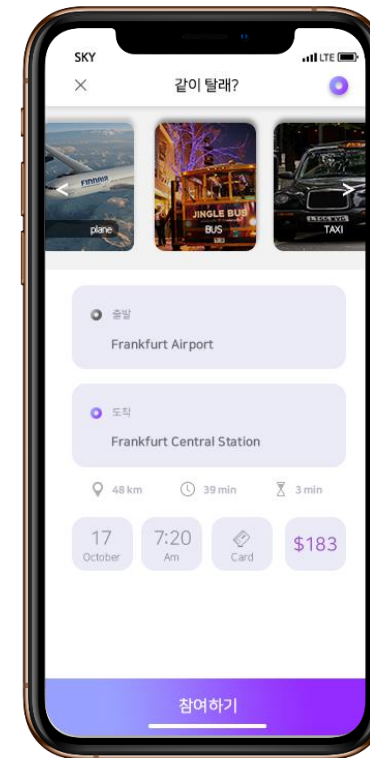 SKY
LTE
같이 탈래?
FINNAIR
JINGLE BUS
plane
BUS
TAXI
출발
Frankfurt Airport
도착
Frankfurt Central Station
48 km
39 min
3 min
17
October
7:20
Am
Card
$183
참여하기